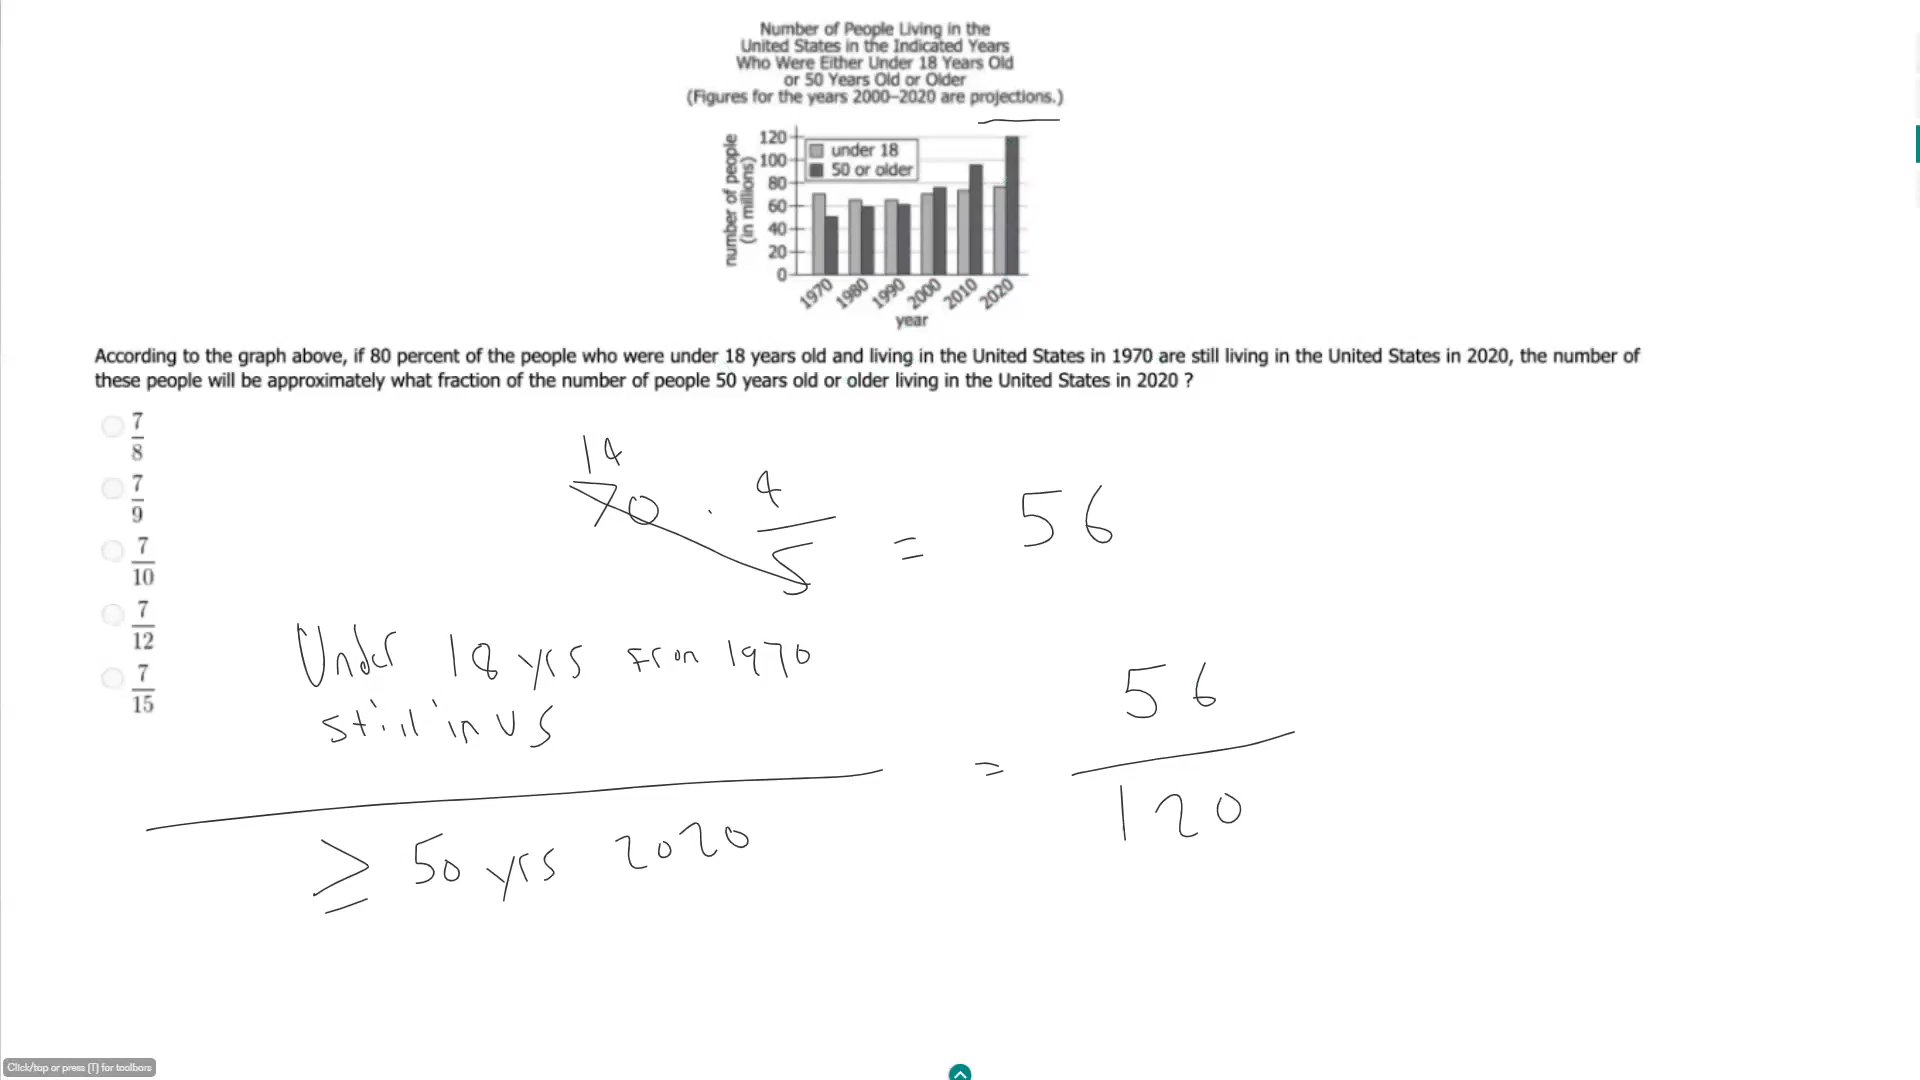 Number of People Living in the
United States in the Indicated Years
Who Were Either Under 18 Years Old
or 50 Years Old or Older
(Figures for the years 2000–2020 are projections.)
number of people
(in millions)
120
100
80
60
40
20
0
under 18
50 or older
1970 1980 1990 2000 2010 2020
year
According to the graph above, if 80 percent of the people who were under 18 years old and living in the United States in 1970 are still living in the United States in 2020, the number of
these people will be approximately what fraction of the number of people 50 years old or older living in the United States in 2020 ?
7
8
7
9
7
10
7
12
7
15
14
70 · 4/5 = 56
Under 18 yrs from 1970
still in US
≥ 50 yrs 2020
= 56/120
Click/tap or press [T] for toolbars